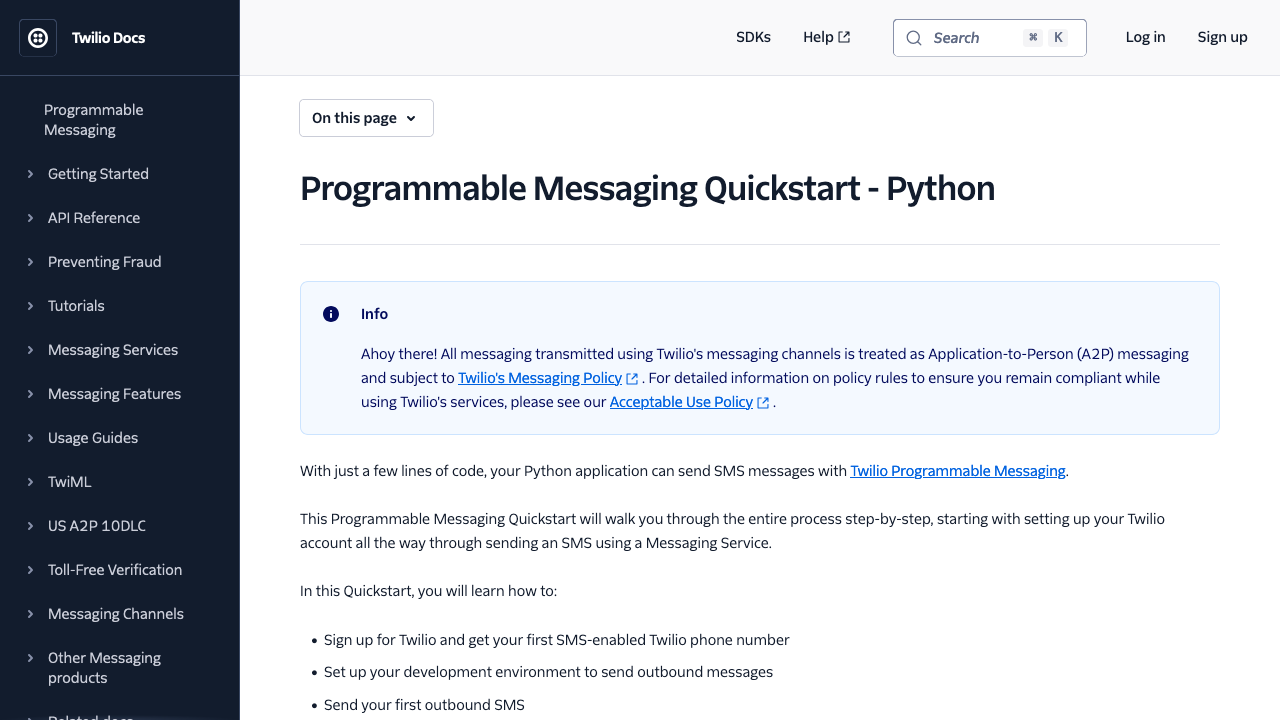 Twilio Docs
SDKs
Help
Search
⌘
K
Log in
Sign up
Programmable
Messaging
Getting Started
API Reference
Preventing Fraud
Tutorials
Messaging Services
Messaging Features
Usage Guides
TwiML
US A2P 10DLC
Toll-Free Verification
Messaging Channels
Other Messaging
products
Related docs
On this page
Programmable Messaging Quickstart - Python
Info
Ahoy there! All messaging transmitted using Twilio's messaging channels is treated as Application-to-Person (A2P) messaging
and subject to Twilio's Messaging Policy . For detailed information on policy rules to ensure you remain compliant while
using Twilio's services, please see our Acceptable Use Policy .
With just a few lines of code, your Python application can send SMS messages with Twilio Programmable Messaging.
This Programmable Messaging Quickstart will walk you through the entire process step-by-step, starting with setting up your Twilio
account all the way through sending an SMS using a Messaging Service.
In this Quickstart, you will learn how to:
• Sign up for Twilio and get your first SMS-enabled Twilio phone number
• Set up your development environment to send outbound messages
• Send your first outbound SMS